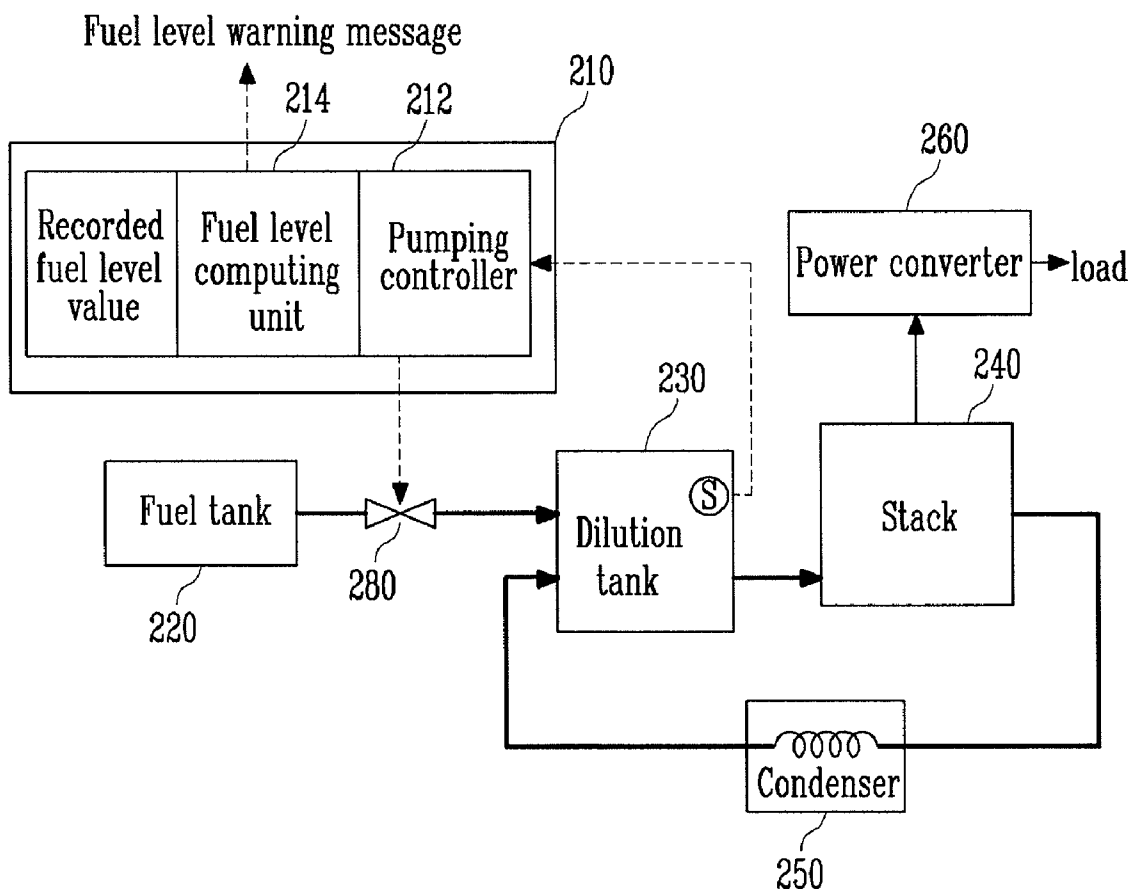 Fuel level warning message
210
214
212
260
Recorded
fuel level
value
Fuel level
computing
unit
Pumping
controller
Power converter
load
230
240
Fuel tank
S
Dilution
tank
Stack
280
220
Condenser
250